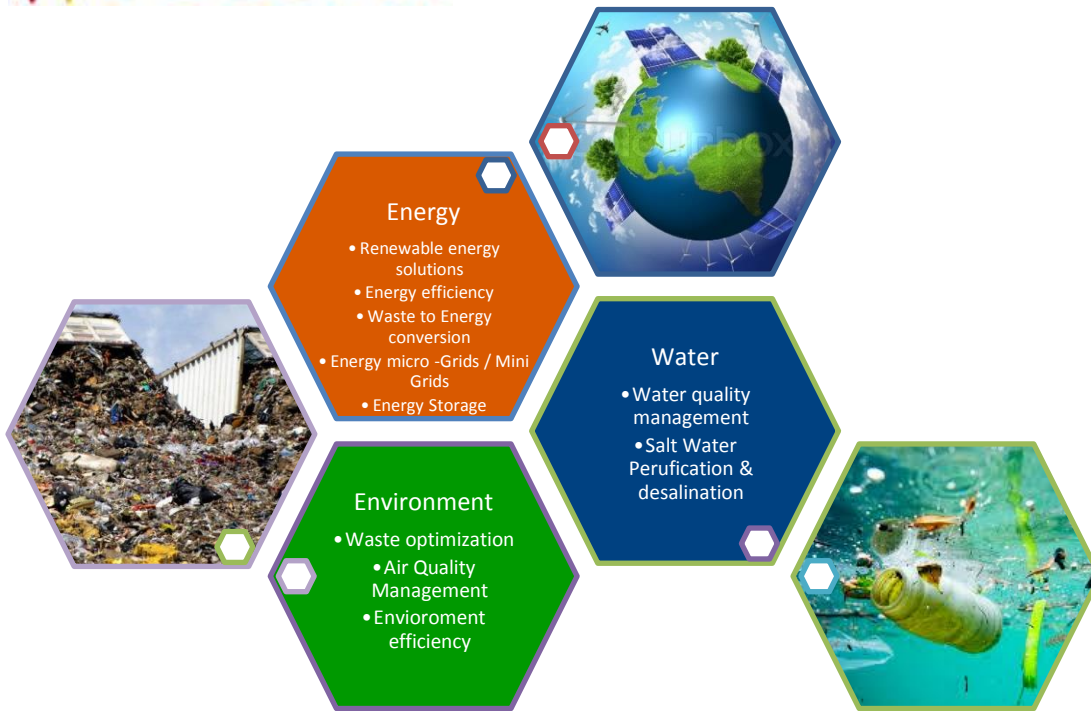 Energy
• Renewable energy
solutions
• Energy efficiency
• Waste to Energy
conversion
• Energy micro -Grids / Mini
Grids
• Energy Storage
Water
• Water quality
management
• Salt Water
Perufication &
desalination
Environment
• Waste optimization
• Air Quality
Management
• Envioroment
efficiency